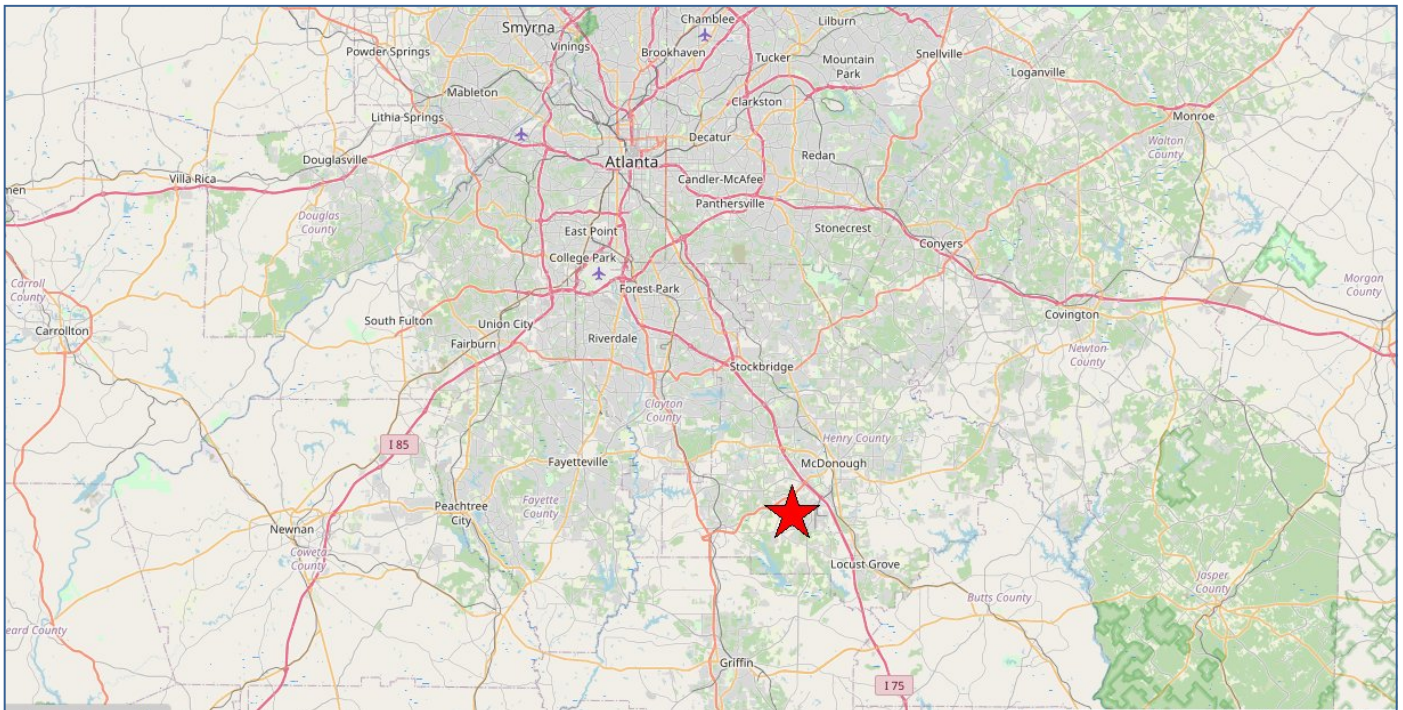 Chamblee
Lilburn
Smyrna
Vinings
Powder Springs
Brookhaven
Tucker
Mountain
Park
Snellville
Loganville
Mableton
Clarkston
Lithia Springs
Monroe
Decatur
Walton
County
Douglasville
Atlanta
Redan
Villa Rica
Candler-McAfee
men
Panthersville
Douglas
County
East Point
Stonecrest
Conyers
College Park
Carroll
County
Forest Park
Morgan
County
Covington
South Fulton
Union City
Carrollton
Riverdale
Fairburn
Newton
County
Stockbridge
Clayton
County
Henry County
I 85
Fayetteville
McDonough
Fayette
County
Peachtree
City
Newnan
Coweta
County
Locust Grove
Jasper
County
Butts County
eard County
Griffin
I 75